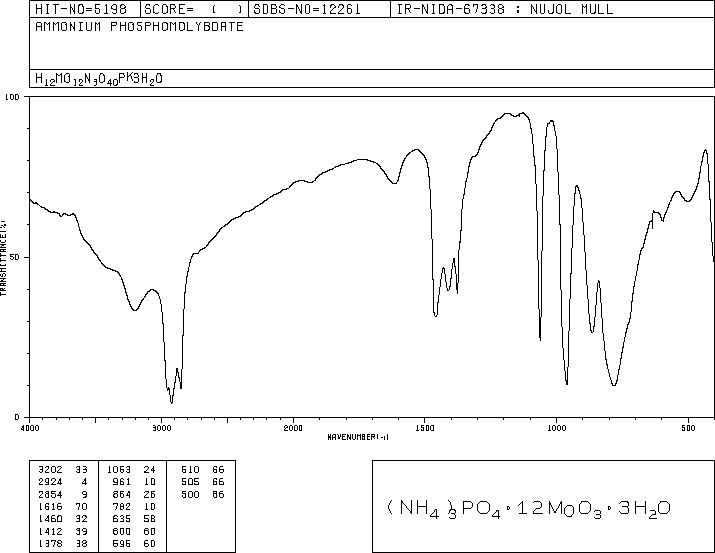 HIT-NO=5198 SCORE= ( ) SDBS-NO=12261 IR-NIDA-67338 : NUJOL MULL
AMMONIUM PHOSPHOMOLYBDATE
H12MO12N3O40PK3H2O
100
50
0
TRANSMITTANCE(%)
4000 3000 2000 1500 1000 500
WAVENUMBER(-1)
3202 33 1063 24 610 66
2924 4 961 10 505 66
2854 9 864 26 500 66
1616 70 782 10
1460 32 635 58
1412 39 600 60
1378 38 596 60
(NH4)3PO4·12MoO3·3H2O